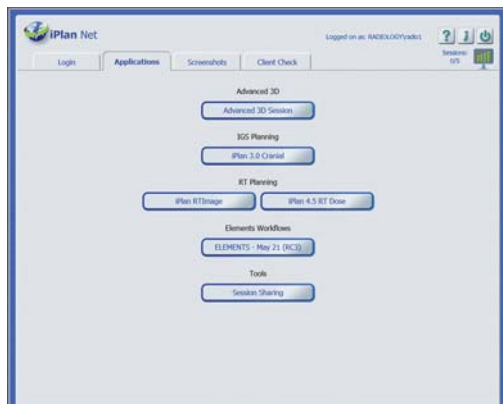 iPlan Net
Logged on as: RADIOLOGY\radio1
Sessions:
0/5
Login
Applications
Screenshots
Client Check
Advanced 3D
Advanced 3D Session
IGS Planning
iPlan 3.0 Cranial
RT Planning
iPlan RTImage
iPlan 4.5 RT Dose
Elements Workflows
ELEMENTS - May 21 (RC3)
Tools
Session Sharing